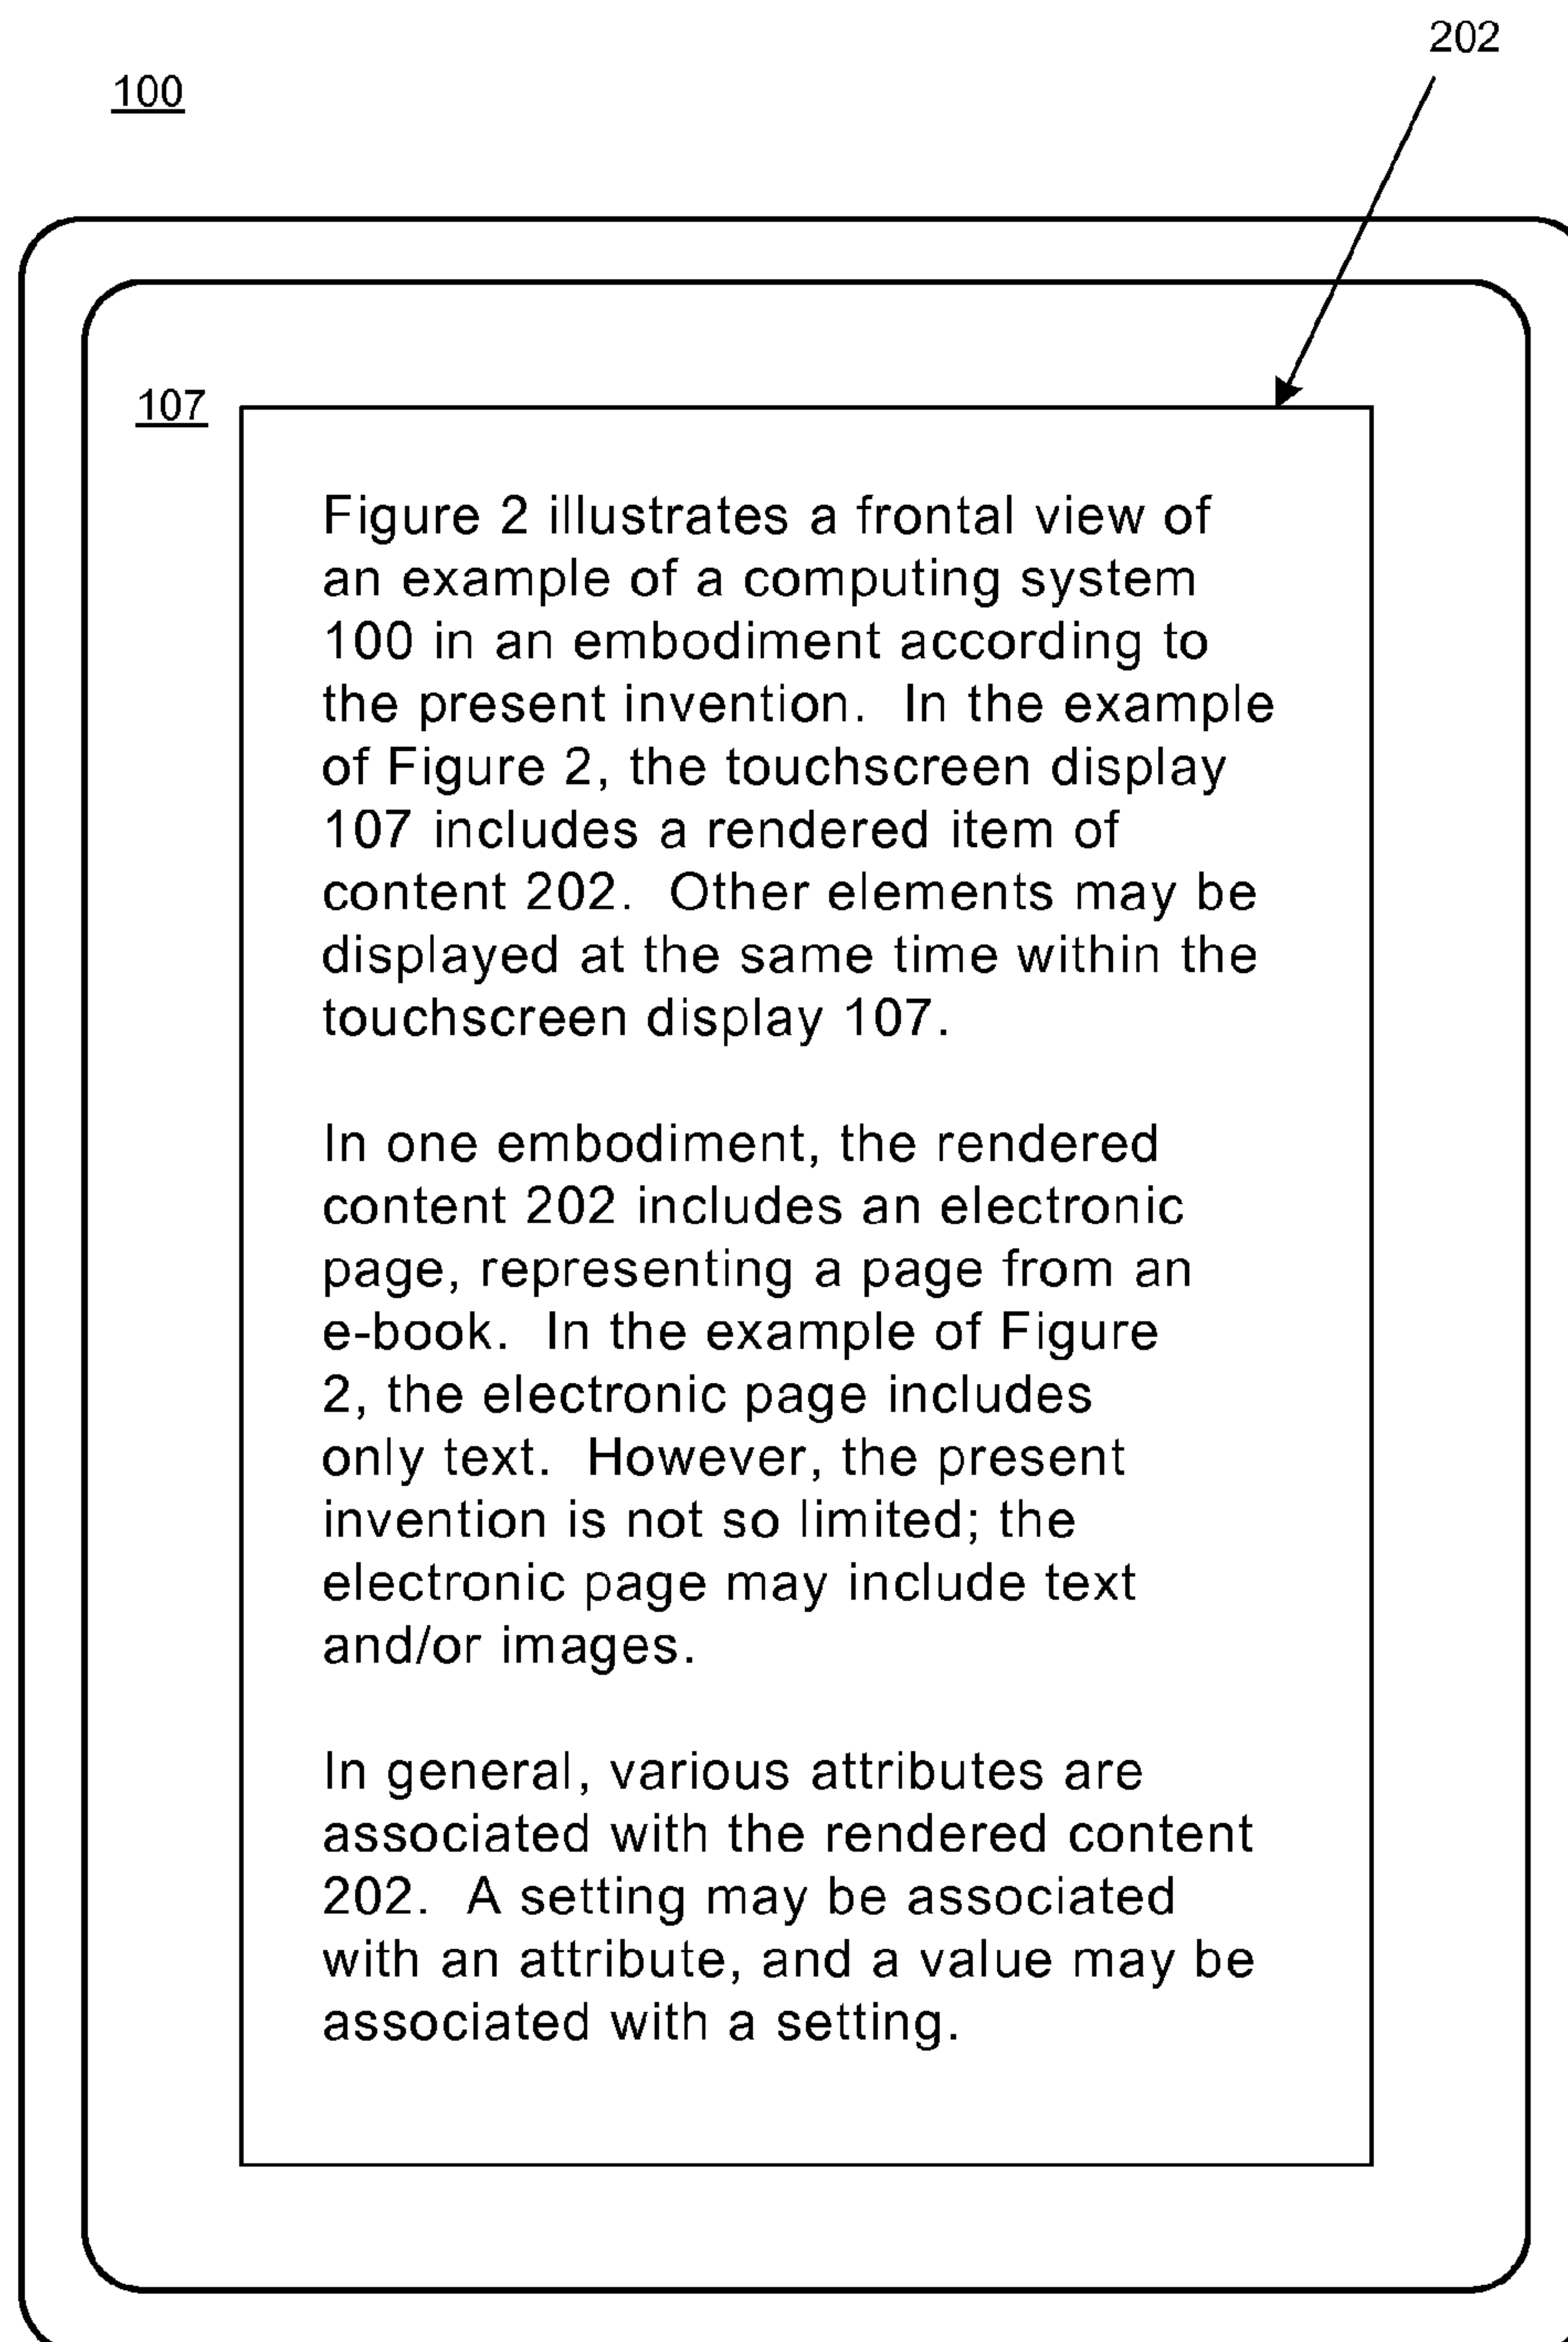 202
100
107
Figure 2 illustrates a frontal view of
an example of a computing system
100 in an embodiment according to
the present invention.  In the example
of Figure 2, the touchscreen display
107 includes a rendered item of
content 202.  Other elements may be
displayed at the same time within the
touchscreen display 107.
In one embodiment, the rendered
content 202 includes an electronic
page, representing a page from an
e-book.  In the example of Figure
2, the electronic page includes
only text.  However, the present
invention is not so limited; the
electronic page may include text
and/or images.
In general, various attributes are
associated with the rendered content
202.  A setting may be associated
with an attribute, and a value may be
associated with a setting.